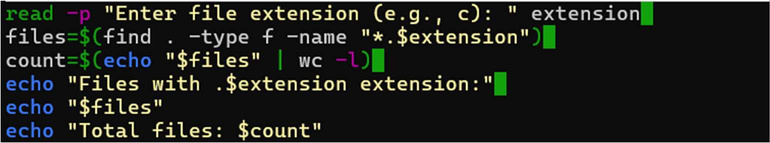 read -p "Enter file extension (e.g., c): " extension
files=$(find . -type f -name "*.$extension")
count=$(echo "$files" | wc -l)
echo "Files with .$extension extension:"
echo "$files"
echo "Total files: $count"